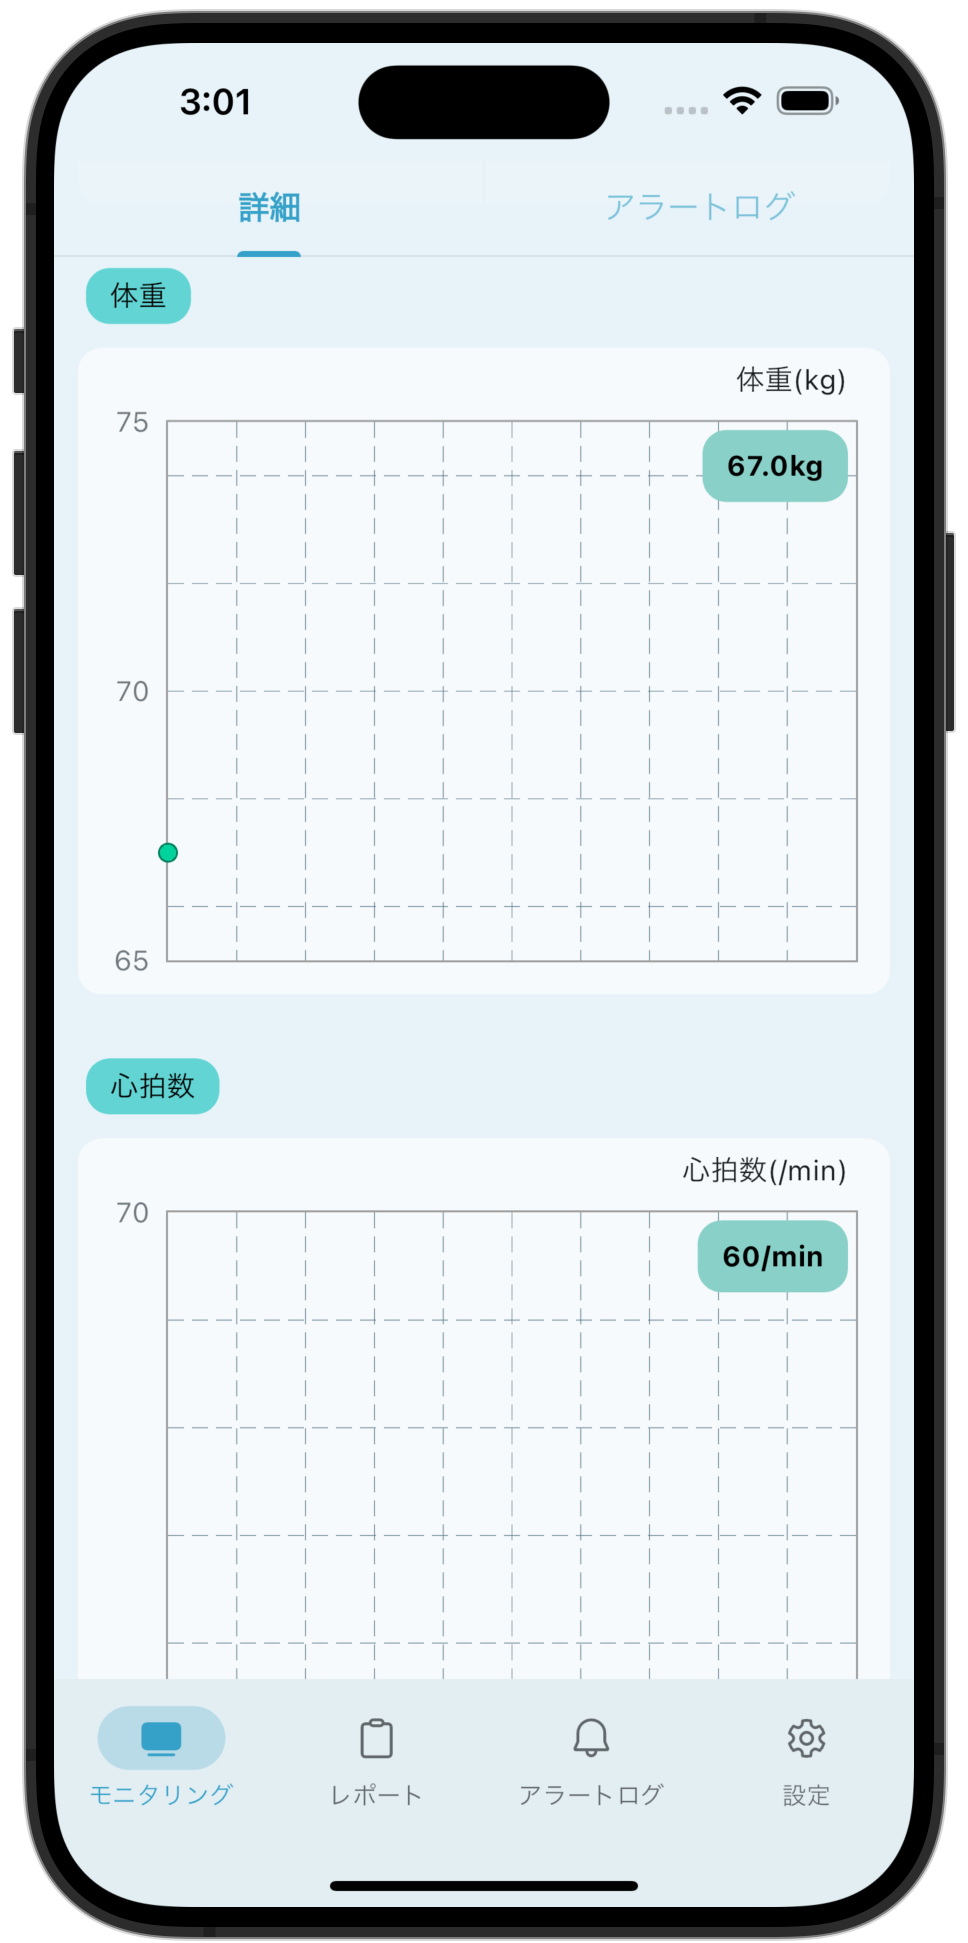 3:01
詳細
アラートログ
体重
体重(kg)
75
67.0kg
70
65
心拍数
心拍数(/min)
70
60/min
モニタリング
レポート
アラートログ
設定